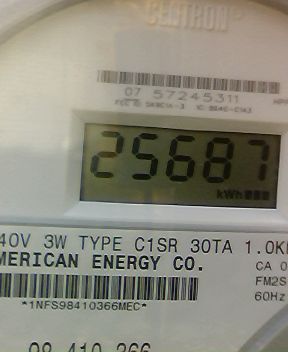 CENTRON
07 57245311
25687
kWh
40V 3W TYPE C1SR 30TA 1.0K
MERICAN ENERGY CO.
CA 0
FM2S
60Hz
*1NFS98410366MEC*
98 410 366